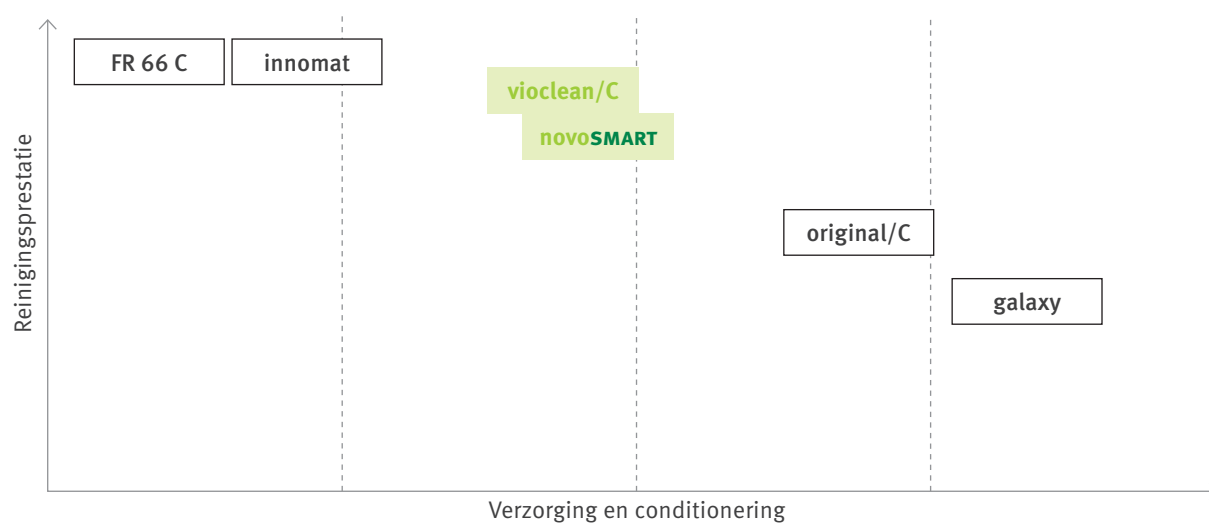 FR 66 C
innomat
vioclean/C
novoSMART
original/C
galaxy
Reinigingsprestatie
Verzorging en conditionering